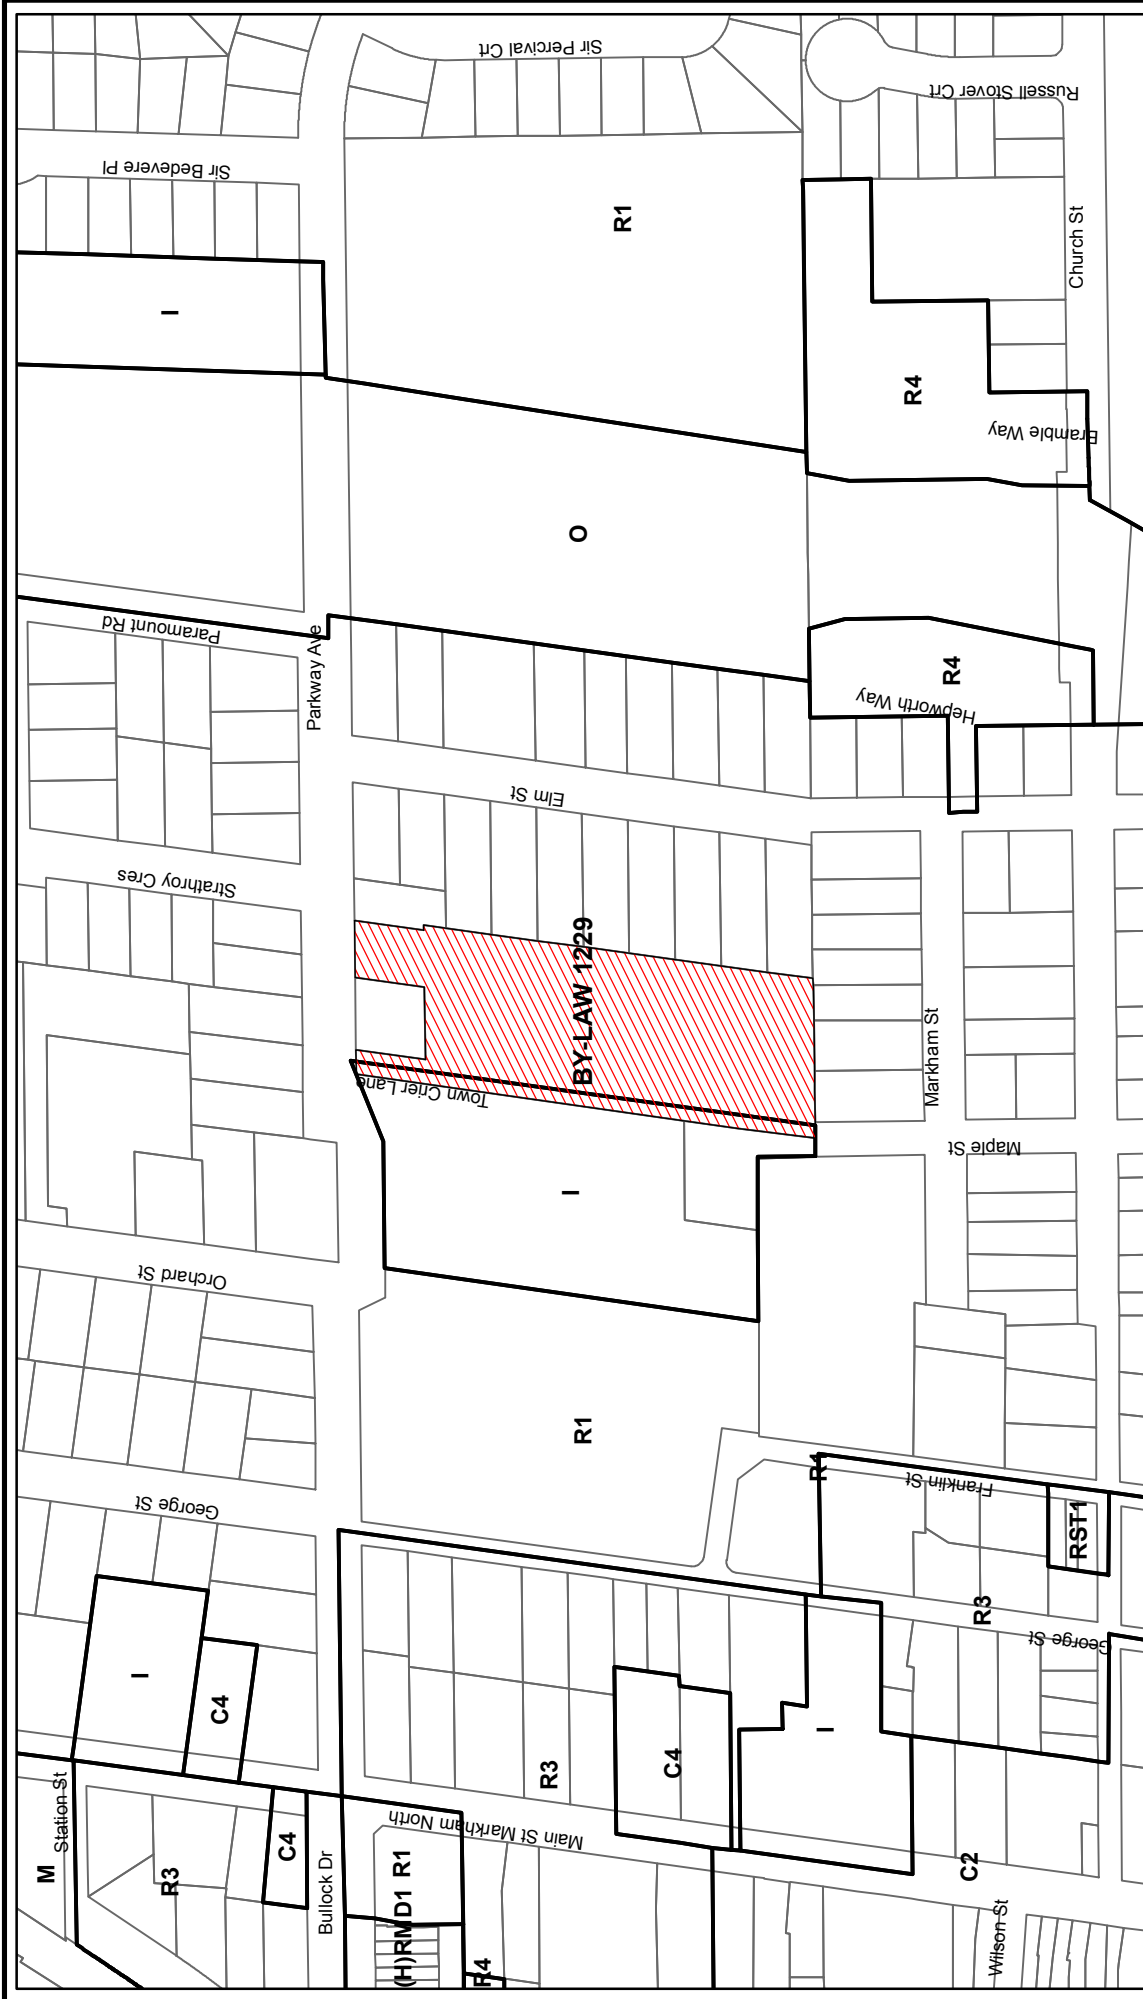 Sir Percival Crt
Russell Stover Crt
Sir Bedevere Pl
R1
Church St
I
R4
Bramble Way
O
Paramount Rd
Parkway Ave
R4
Hepworth Way
Elm St
Strathroy Cres
BY-LAW 1229
Town Crier Lane
Markham St
Maple St
I
Orchard St
R1
R1
Franklin St
George St
RST1
R3
George St
I
C4
R3
C4
I
Main St Markham North
Station St
M
R3
C4
Bullock Dr
(H)RMD1
R1
R4
C2
Wilson St